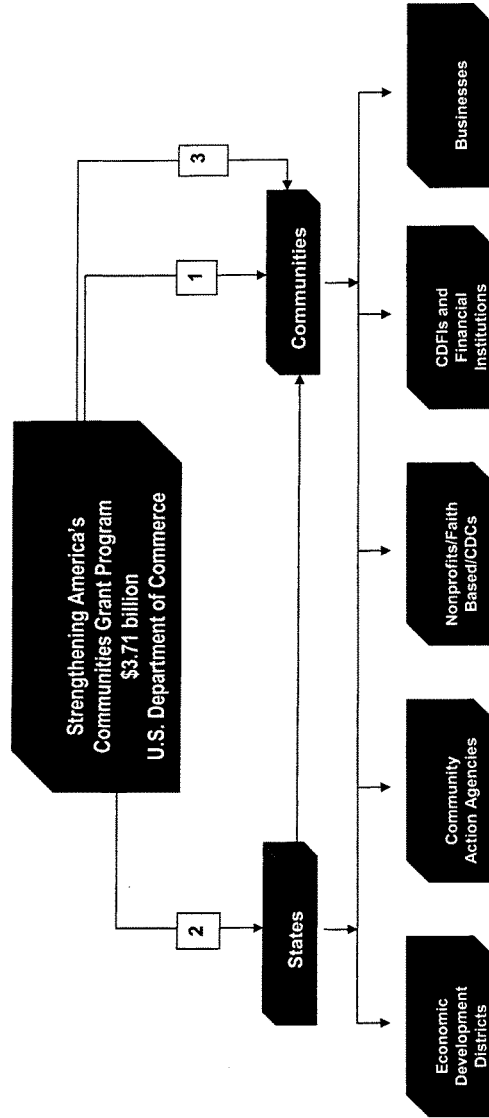 Strengthening America's
Communities Grant Program
$3.71 billion
U.S. Department of Commerce
2
1
3
States
Communities
Economic
Development
Districts
Community
Action Agencies
Nonprofits/Faith
Based/CDCs
CDFIs and
Financial
Institutions
Businesses